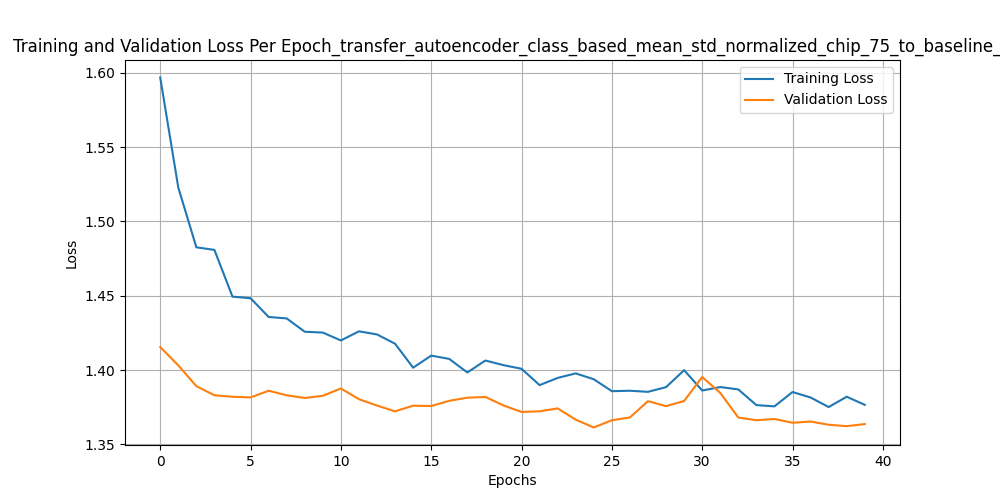 Training and Validation Loss Per Epoch_transfer_autoencoder_class_based_mean_std_normalized_chip_75_to_baseline_
Training Loss
Validation Loss
1.60
1.55
1.50
1.45
1.40
1.35
Loss
0 5 10 15 20 25 30 35 40
Epochs